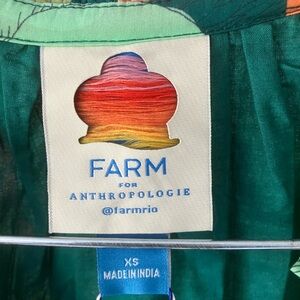 FARM
FOR
ANTHROPOLOGIE
@farmrio
XS
MADE IN INDIA